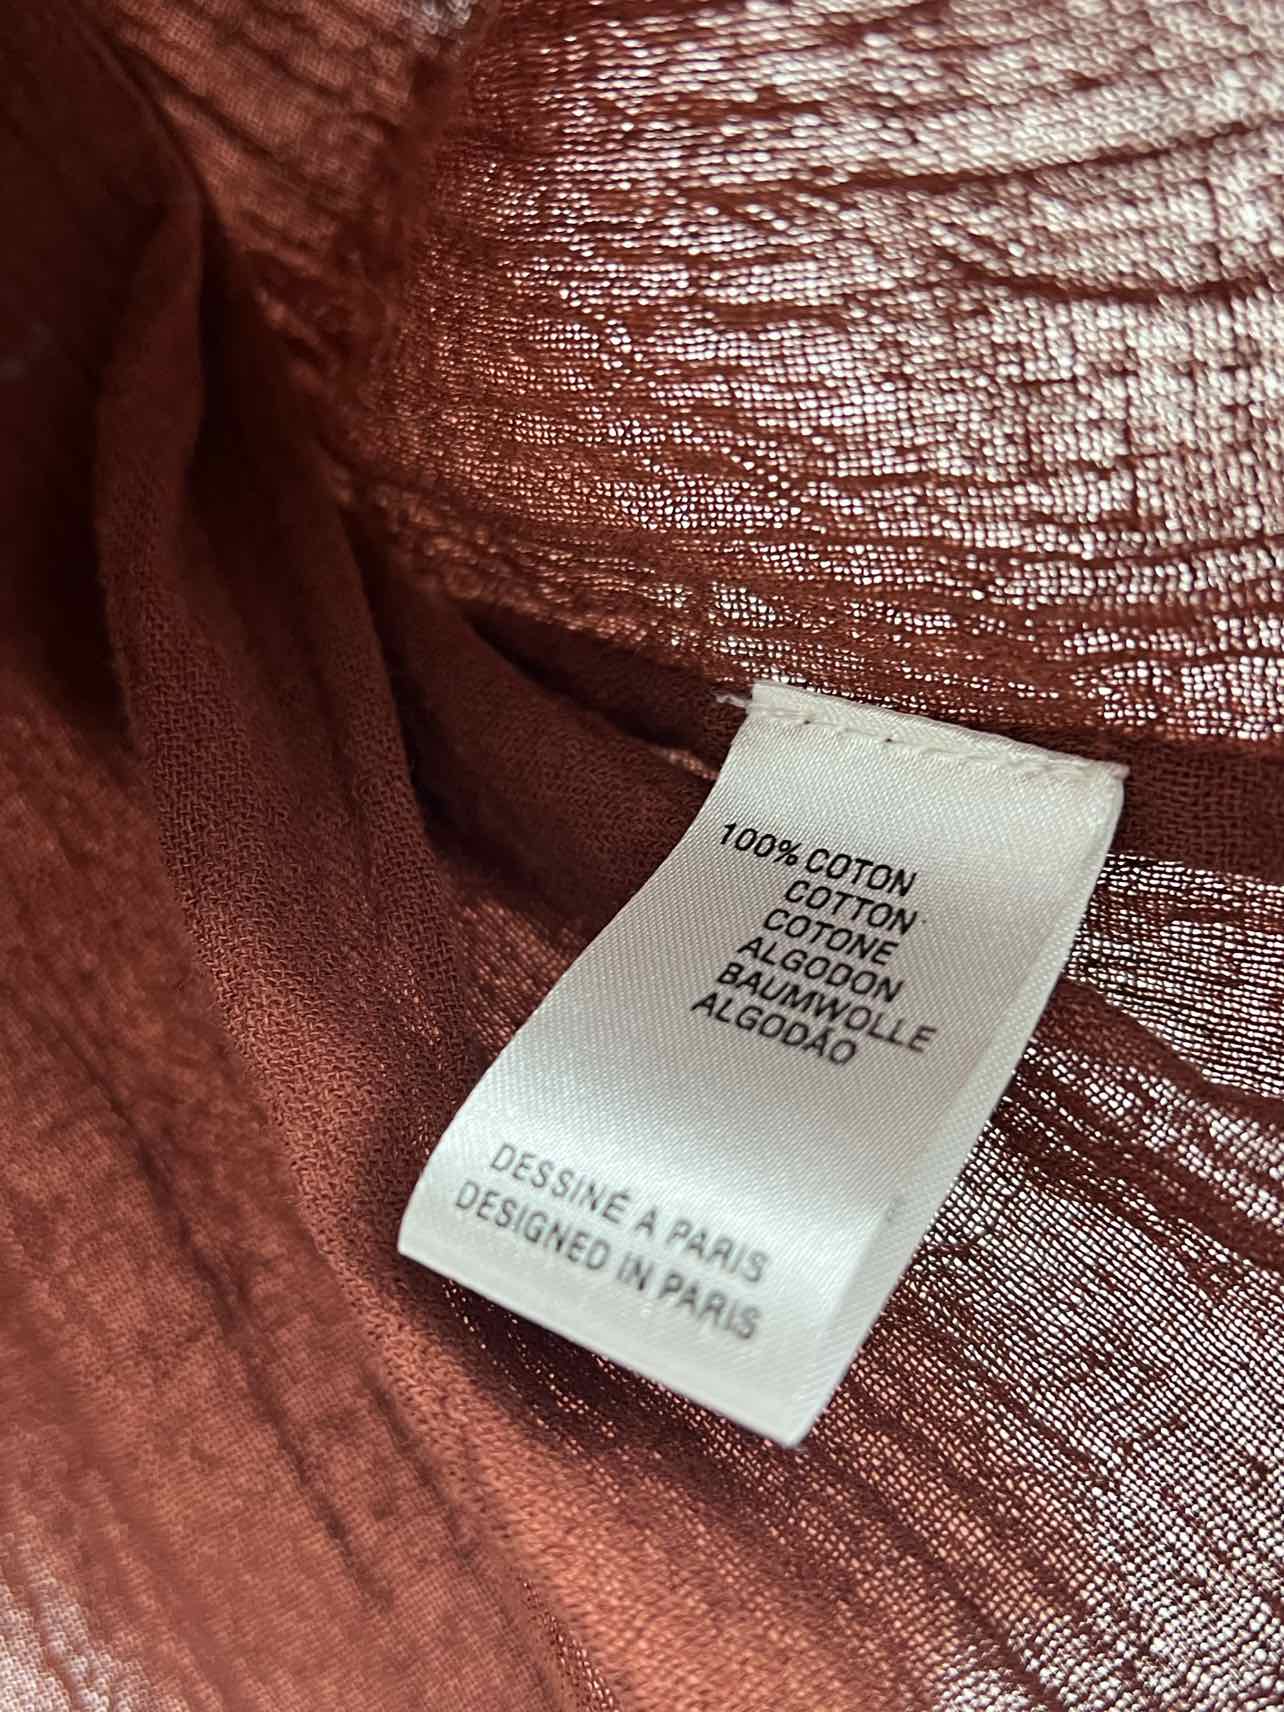 100% COTON
COTTON
COTONE
ALGODON
BAUMWOLLE
ALGODÃO
DESSINÉ A PARIS
DESIGNED IN PARIS